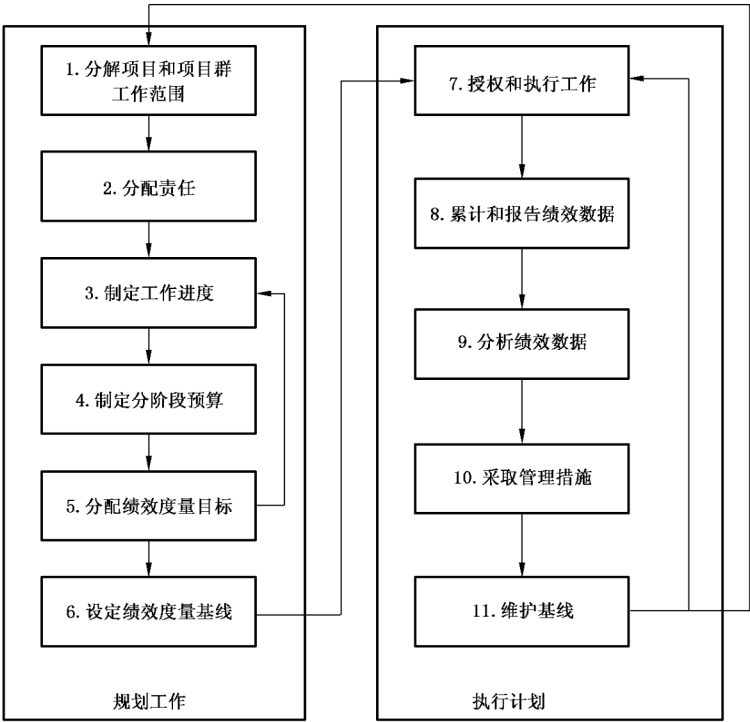 1.分解项目和项目群
工作范围
2.分配责任
3.制定工作进度
4.制定分阶段预算
5.分配绩效度量目标
6.设定绩效度量基线
规划工作
7.授权和执行工作
8.累计和报告绩效数据
9.分析绩效数据
10.采取管理措施
11.维护基线
执行计划